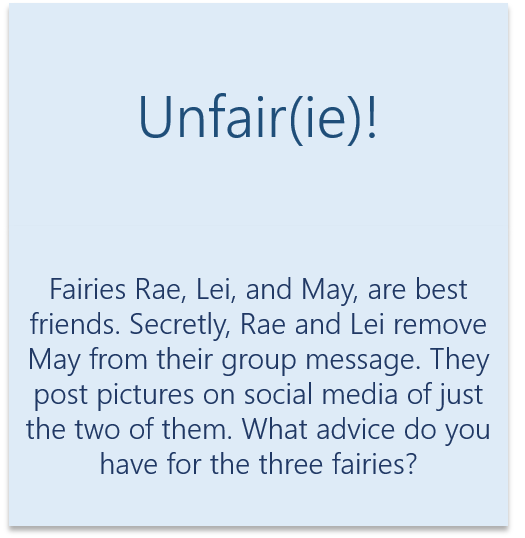 Unfair(ie)!
Fairies Rae, Lei, and May, are best
friends. Secretly, Rae and Lei remove
May from their group message. They
post pictures on social media of just
the two of them. What advice do you
have for the three fairies?